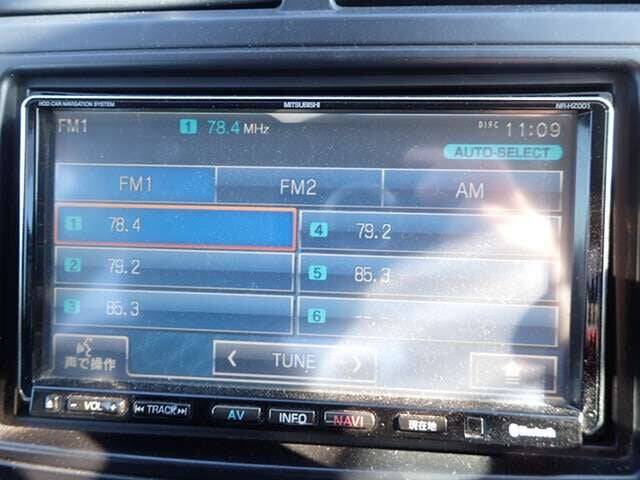 HDD CAR NAVIGATION SYSTEM MITSUBISHI NR-HZ001
FM1 1 78.4 MHz DISC 11:09
AUTO-SELECT
FM1 FM2 AM
1 78.4 4 79.2
2 79.2 5 85.3
3 85.3 6 --.-
声で操作 < TUNE >
- VOL + TRACK AV INFO NAVI 現在地 Bluetooth